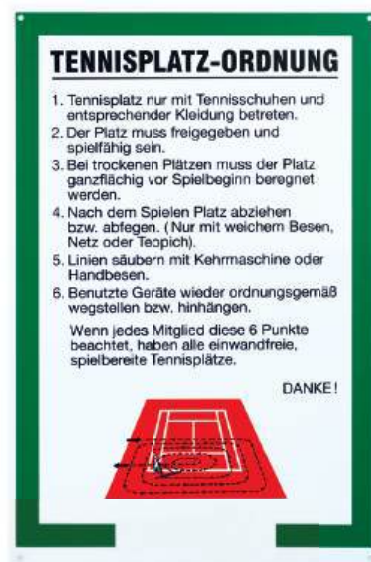 TENNISPLATZ-ORDNUNG
1. Tennisplatz nur mit Tennisschuhen und
entsprechender Kleidung betreten.
2. Der Platz muss freigegeben und
spielfähig sein.
3. Bei trockenen Plätzen muss der Platz
ganzflächig vor Spielbeginn beregnet
werden.
4. Nach dem Spielen Platz abziehen
bzw. abfegen. (Nur mit weichem Besen,
Netz oder Teppich).
5. Linien säubern mit Kehrmaschine oder
Handbesen.
6. Benutzte Geräte wieder ordnungsgemäß
wegstellen bzw. hinhängen.
Wenn jedes Mitglied diese 6 Punkte
beachtet, haben alle einwandfreie,
spielbereite Tennisplätze.
DANKE!